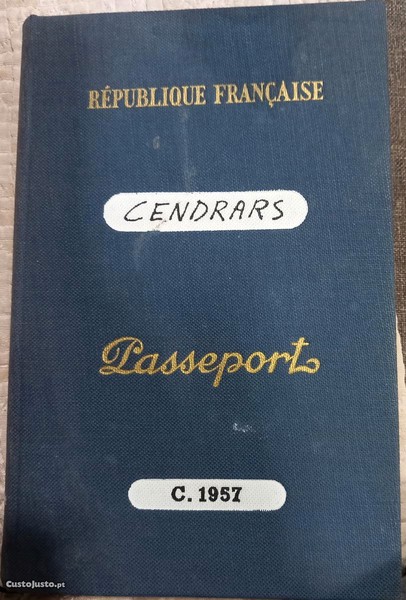 RÉPUBLIQUE FRANÇAISE
CENDRARS
Passeport
C. 1957
CustoJusto.pt